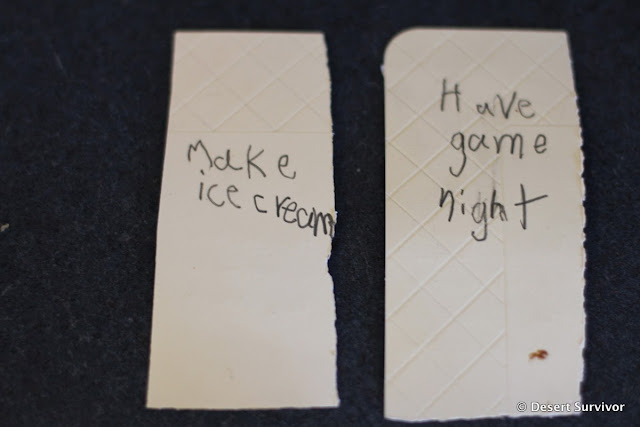 Make
ice cream
Have
game
night
© Desert Survivor